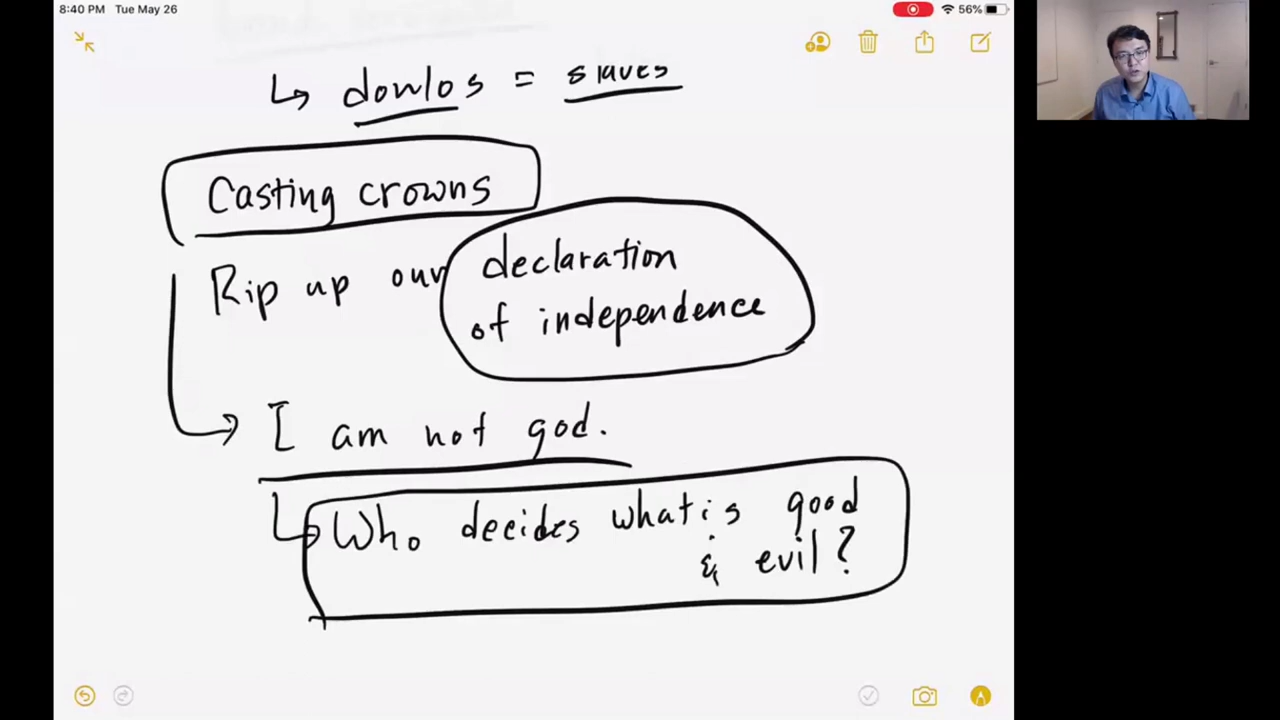 8:40 PM Tue May 26
56%
↳ doulos = slaves
Casting crowns
Rip up our declaration
of independence
→ I am not god.
↳ Who decides what is good
& evil?